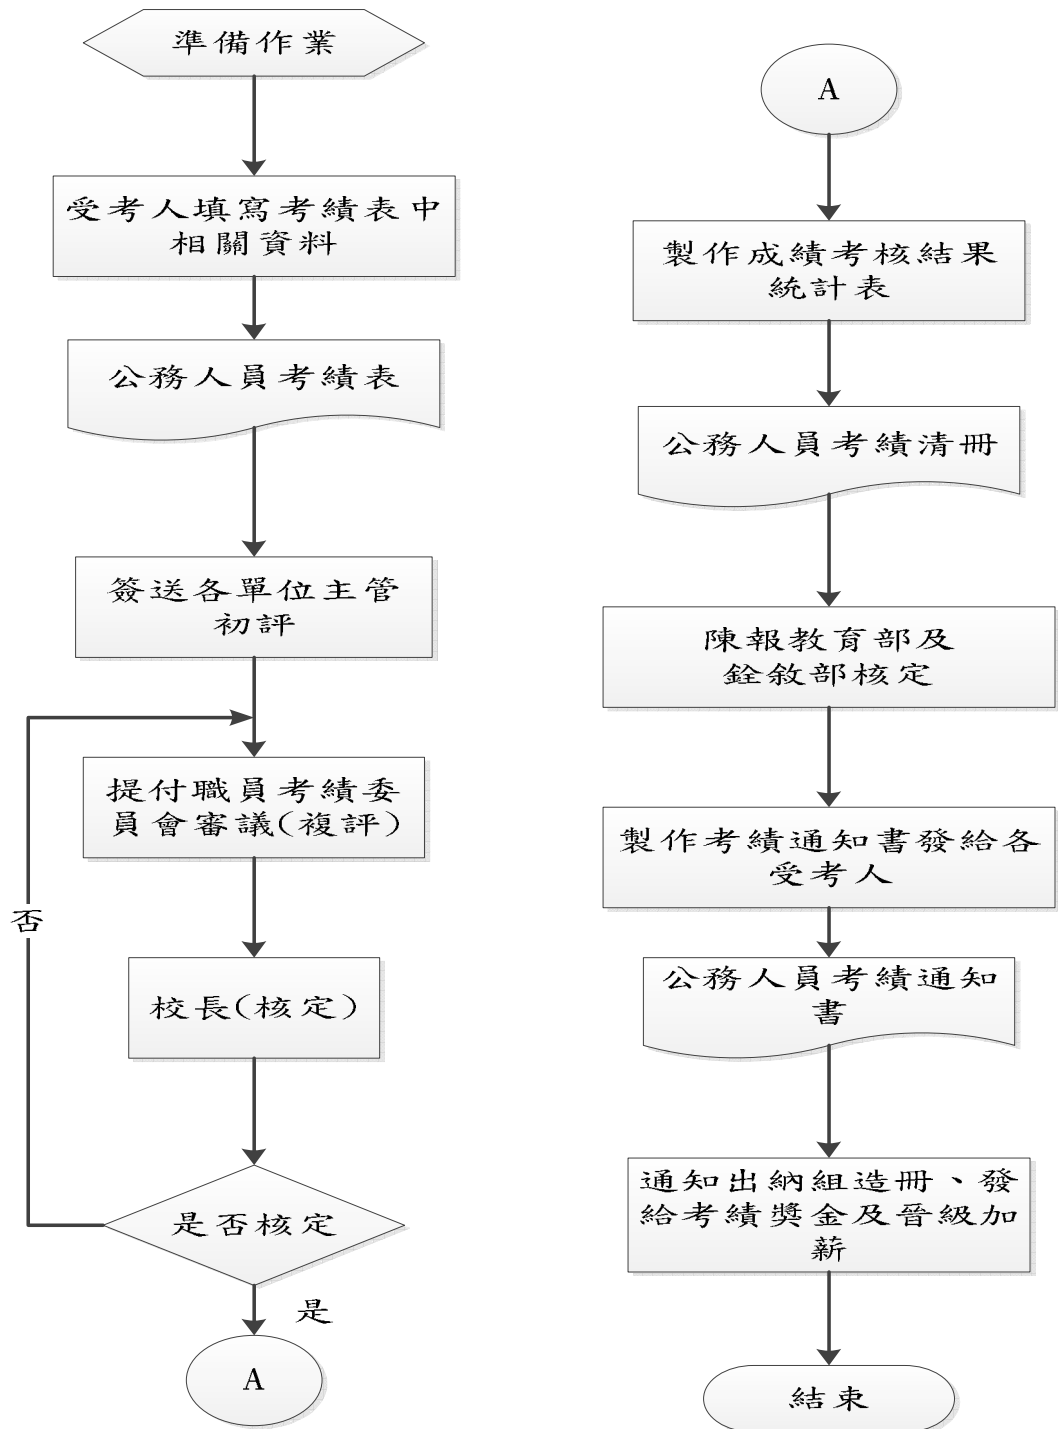 準備作業
受考人填寫考績表中
相關資料
公務人員考績表
簽送各單位主管
初評
提付職員考績委
員會審議(複評)
否
校長(核定)
是否核定
是
A
A
製作成績考核結果
統計表
公務人員考績清冊
陳報教育部及
銓敘部核定
製作考績通知書發給各
受考人
公務人員考績通知
書
通知出納組造冊、發
給考績獎金及晉級加
薪
結束